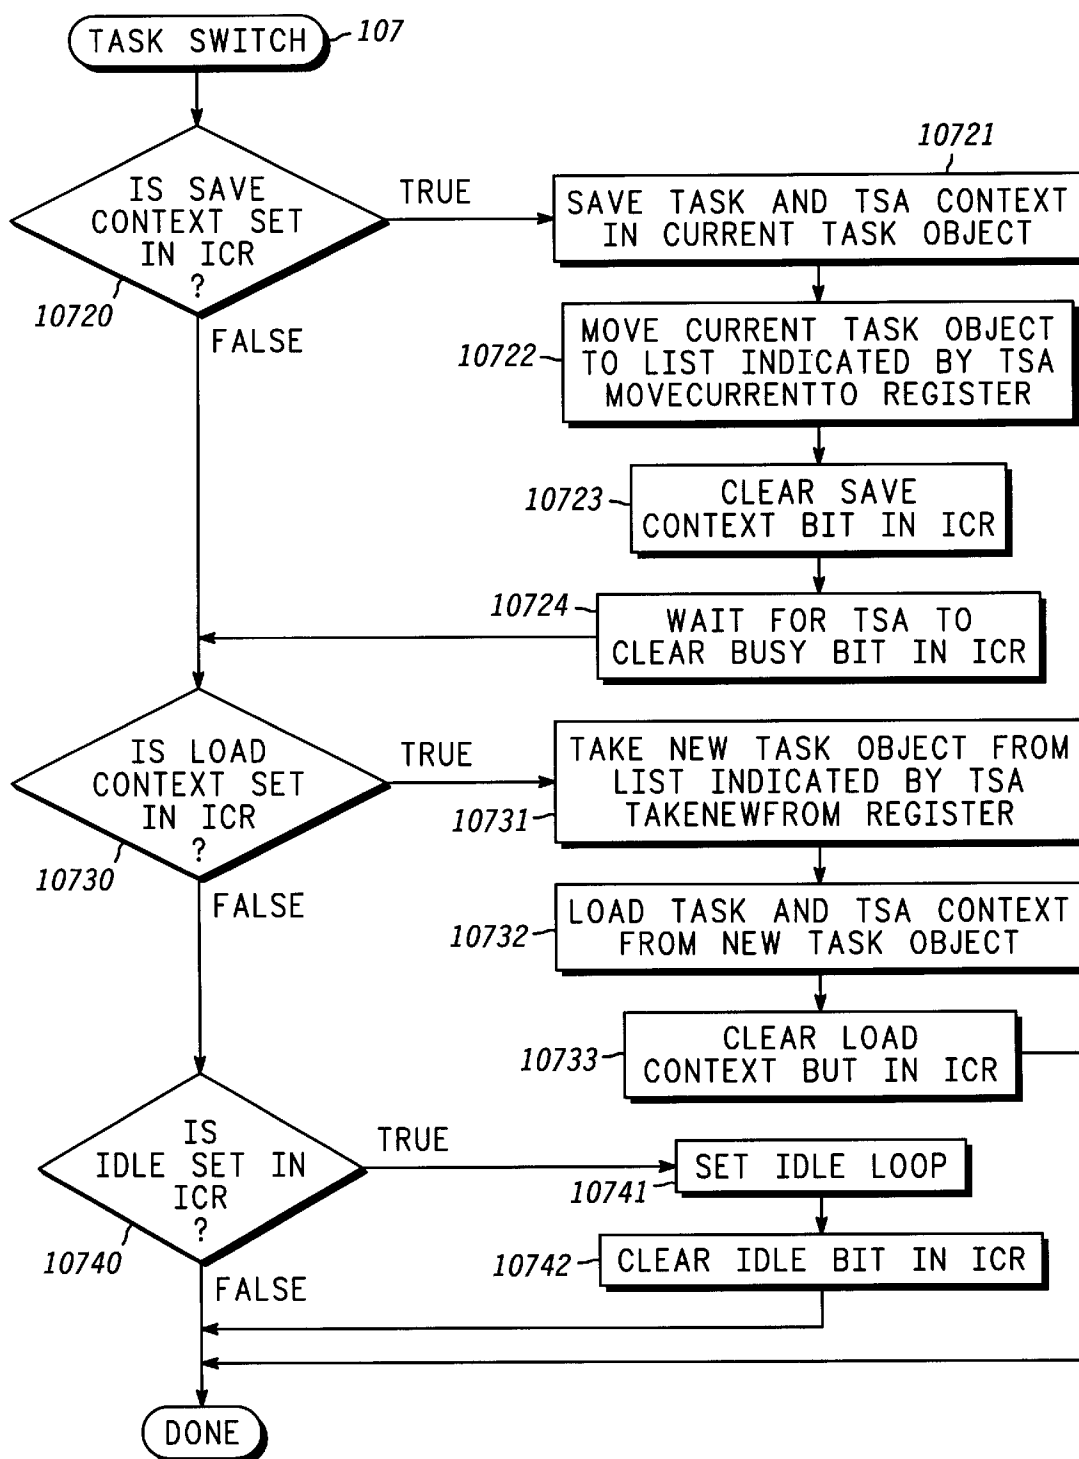 TASK SWITCH
107
IS SAVE
CONTEXT SET
IN ICR
?
10720
TRUE
FALSE
10721
SAVE TASK AND TSA CONTEXT
IN CURRENT TASK OBJECT
10722
MOVE CURRENT TASK OBJECT
TO LIST INDICATED BY TSA
MOVECURRENTTO REGISTER
10723
CLEAR SAVE
CONTEXT BIT IN ICR
10724
WAIT FOR TSA TO
CLEAR BUSY BIT IN ICR
IS LOAD
CONTEXT SET
IN ICR
?
10730
TRUE
FALSE
TAKE NEW TASK OBJECT FROM
LIST INDICATED BY TSA
TAKENEWFROM REGISTER
10731
10732
LOAD TASK AND TSA CONTEXT
FROM NEW TASK OBJECT
10733
CLEAR LOAD
CONTEXT BUT IN ICR
IS
IDLE SET IN
ICR
?
10740
TRUE
FALSE
SET IDLE LOOP
10741
10742
CLEAR IDLE BIT IN ICR
DONE